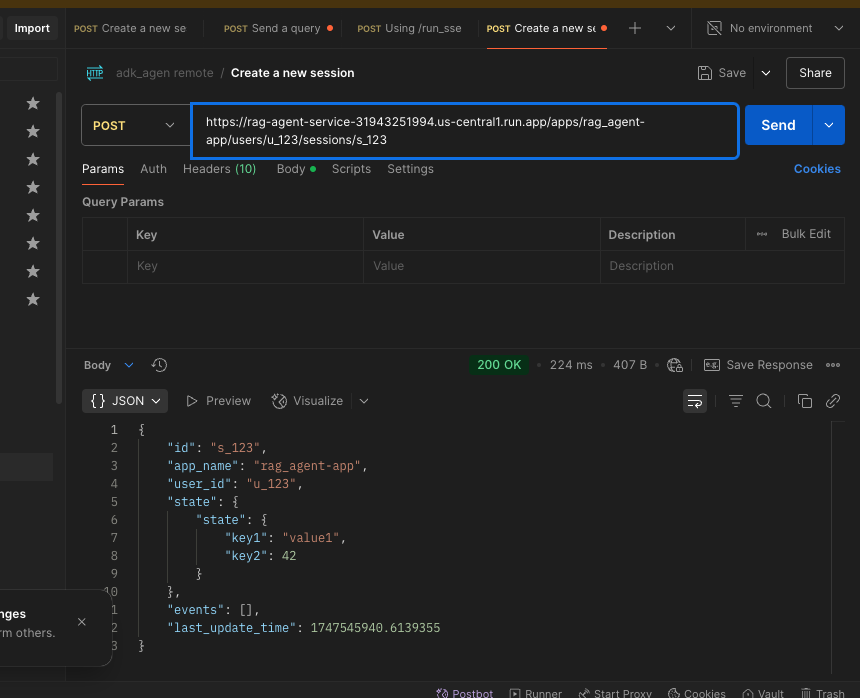 Import
POST Create a new se
POST Send a query
POST Using /run_sse
POST Create a new se
No environment
HTTP adk_agen remote / Create a new session
Save
Share
POST
https://rag-agent-service-31943251994.us-central1.run.app/apps/rag_agent-
app/users/u_123/sessions/s_123
Send
Params Auth Headers (10) Body Scripts Settings
Cookies
Query Params
Key Value Description Bulk Edit
Key Value Description
Body
200 OK 224 ms 407 B e.g. Save Response
{} JSON Preview Visualize
1 {
2 "id": "s_123",
3 "app_name": "rag_agent-app",
4 "user_id": "u_123",
5 "state": {
6 "state": {
7 "key1": "value1",
8 "key2": 42
9 }
10 },
1 "events": [],
2 "last_update_time": 1747545940.6139355
3 }
nges
rm others.
Postbot Runner Start Proxy Cookies Vault Trash